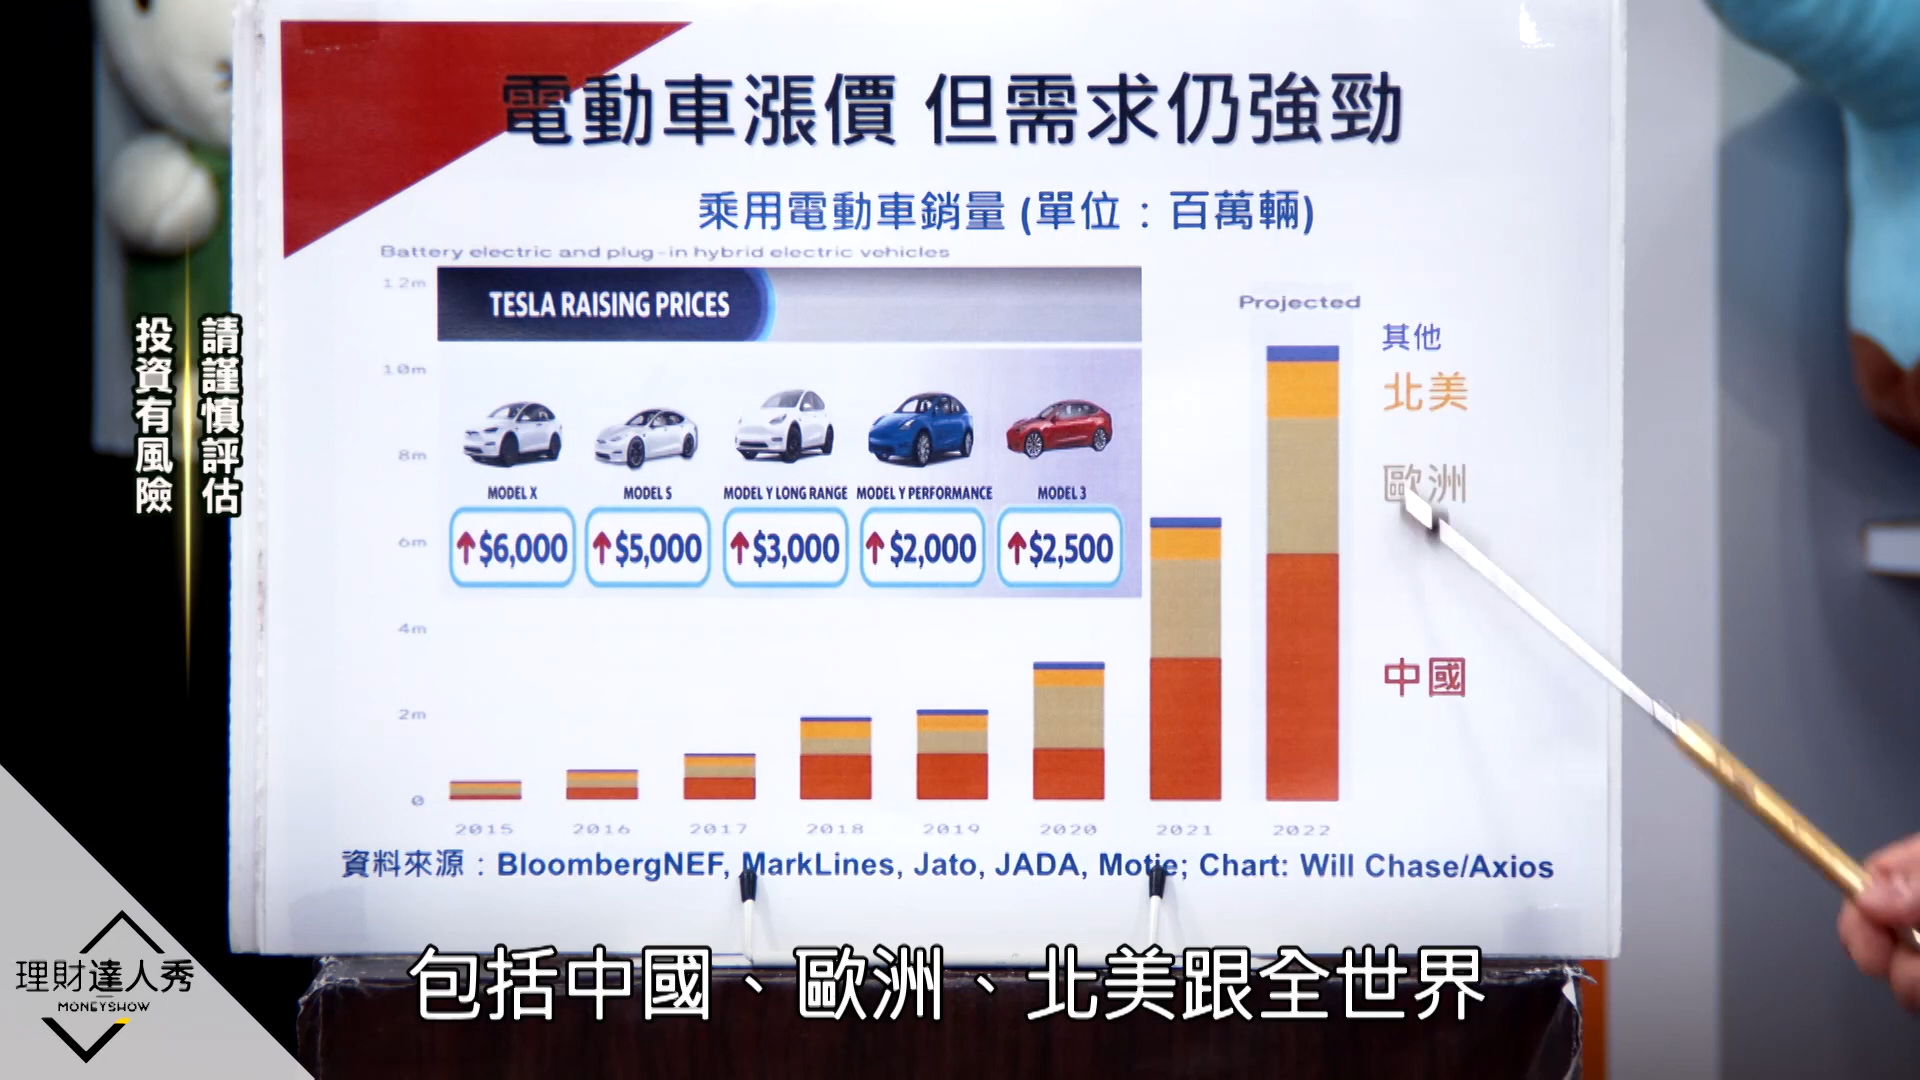 電動車漲價 但需求仍強勁
乘用電動車銷量 (單位：百萬輛)
Battery electric and plug-in hybrid electric vehicles
12m
10m
8m
6m
4m
2m
0
TESLA RAISING PRICES
MODEL X
MODEL S
MODEL Y LONG RANGE
MODEL Y PERFORMANCE
MODEL 3
↑$6,000
↑$5,000
↑$3,000
↑$2,000
↑$2,500
Projected
其他
北美
歐洲
中國
2015 2016 2017 2018 2019 2020 2021 2022
資料來源：BloombergNEF, MarkLines, Jato, JADA, Motie; Chart: Will Chase/Axios
請謹慎評估
投資有風險
理財達人秀
MONEYSHOW
包括中國、歐洲、北美跟全世界